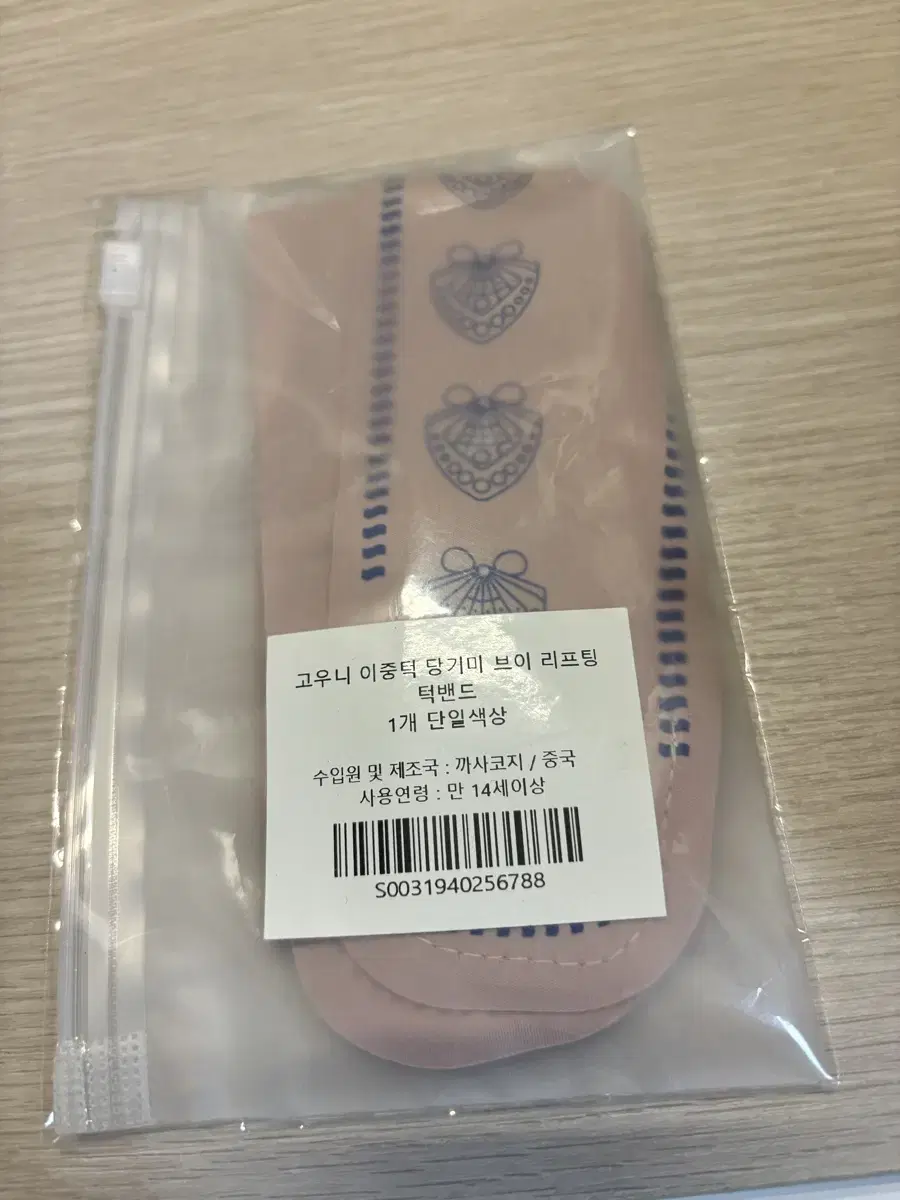 고우니 이중턱 당기미 브이 리프팅
턱밴드
1개 단일색상
수입원 및 제조국 : 까사코지 / 중국
사용연령 : 만 14세이상
S0031940256788